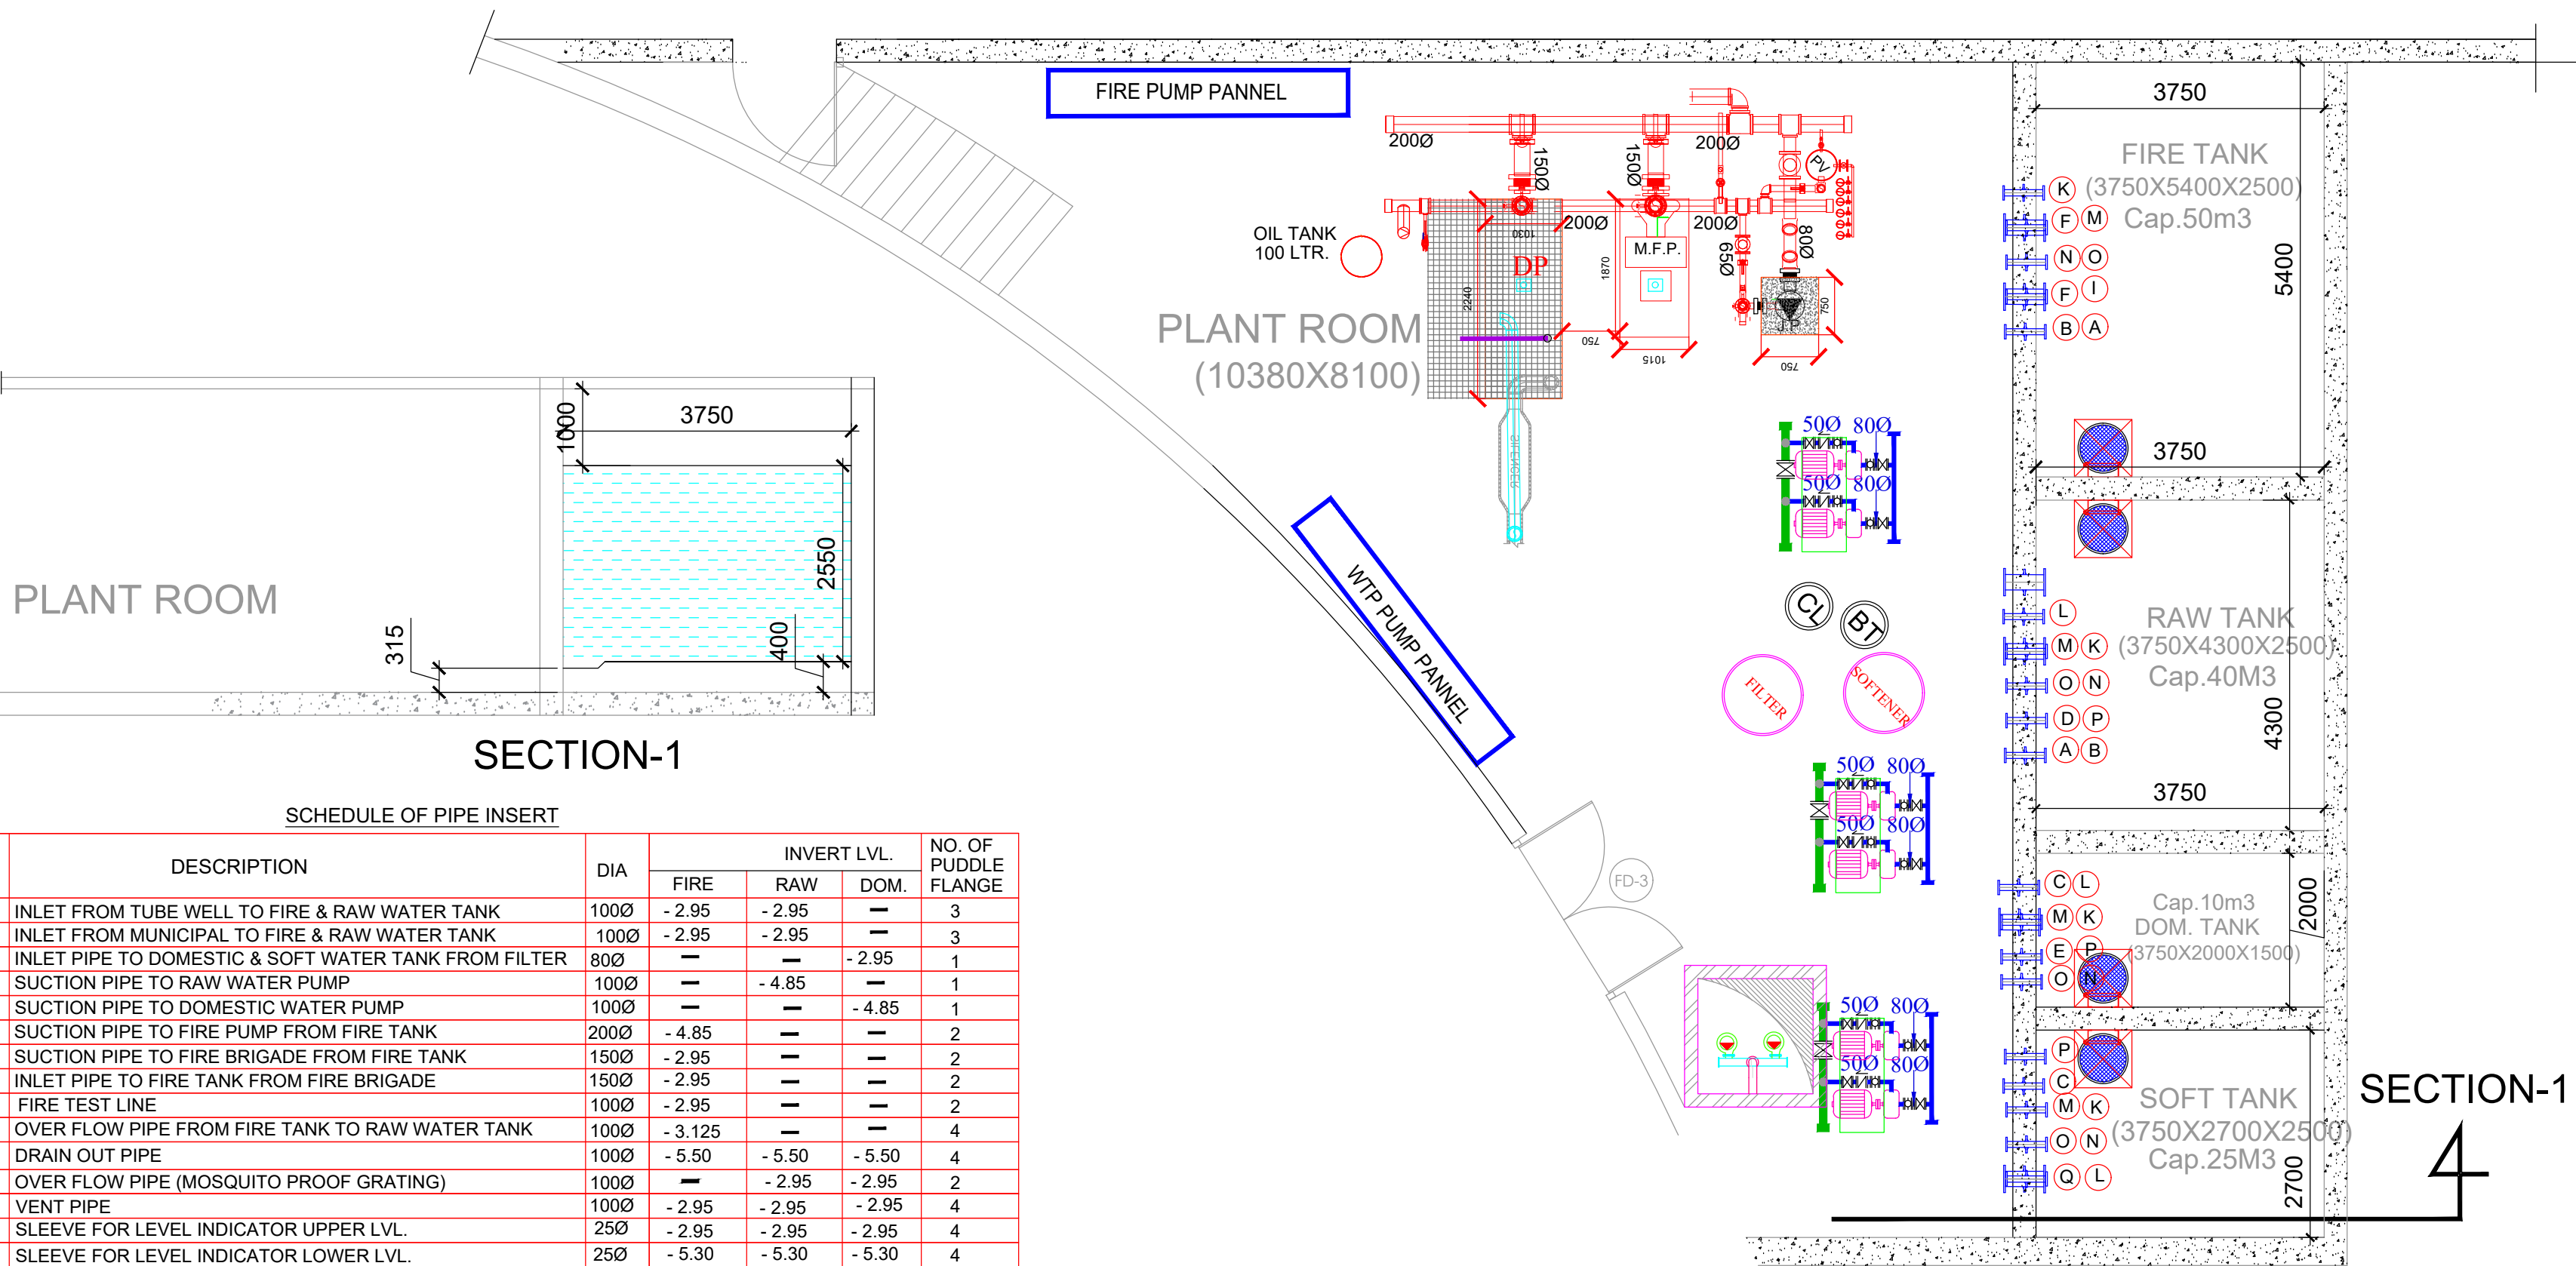 FIRE PUMP PANNEL
200Ø
150Ø
150Ø
200Ø
PV
200Ø
200Ø
65Ø
80Ø
OIL TANK
100 LTR.
1030
DP
M.F.P.
1870
2240
750
1015
J.P
750
750
PLANT ROOM
(10380X8100)
SILENCER
3750
FIRE TANK
(3750X5400X2500)
Cap.50m3
5400
K
F M
N O
F I
B A
3750
50Ø 80Ø
50Ø 80Ø
1000
3750
2550
315
400
PLANT ROOM
SECTION-1
WTP PUMP PANNEL
CL
BT
FILTER
SOFTENER
L
M K
O N
D P
A B
RAW TANK
(3750X4300X2500)
Cap.40M3
4300
3750
50Ø 80Ø
50Ø 80Ø
FD-3
C L
M K
E P
O N
Cap.10m3
DOM. TANK
(3750X2000X1500)
2000
50Ø 80Ø
50Ø 80Ø
P
C
M K
O N
Q L
SOFT TANK
(3750X2700X2500)
Cap.25M3
2700
SECTION-1
SCHEDULE OF PIPE INSERT
DESCRIPTION DIA INVERT LVL. NO. OF PUDDLE FLANGE
FIRE RAW DOM.
INLET FROM TUBE WELL TO FIRE & RAW WATER TANK 100Ø - 2.95 - 2.95 — 3
INLET FROM MUNICIPAL TO FIRE & RAW WATER TANK 100Ø - 2.95 - 2.95 — 3
INLET PIPE TO DOMESTIC & SOFT WATER TANK FROM FILTER 80Ø — — - 2.95 1
SUCTION PIPE TO RAW WATER PUMP 100Ø — - 4.85 — 1
SUCTION PIPE TO DOMESTIC WATER PUMP 100Ø — — - 4.85 1
SUCTION PIPE TO FIRE PUMP FROM FIRE TANK 200Ø - 4.85 — — 2
SUCTION PIPE TO FIRE BRIGADE FROM FIRE TANK 150Ø - 2.95 — — 2
INLET PIPE TO FIRE TANK FROM FIRE BRIGADE 150Ø - 2.95 — — 2
FIRE TEST LINE 100Ø - 2.95 — — 2
OVER FLOW PIPE FROM FIRE TANK TO RAW WATER TANK 100Ø - 3.125 — — 4
DRAIN OUT PIPE 100Ø - 5.50 - 5.50 - 5.50 4
OVER FLOW PIPE (MOSQUITO PROOF GRATING) 100Ø — - 2.95 - 2.95 2
VENT PIPE 100Ø - 2.95 - 2.95 - 2.95 4
SLEEVE FOR LEVEL INDICATOR UPPER LVL. 25Ø - 2.95 - 2.95 - 2.95 4
SLEEVE FOR LEVEL INDICATOR LOWER LVL. 25Ø - 5.30 - 5.30 - 5.30 4